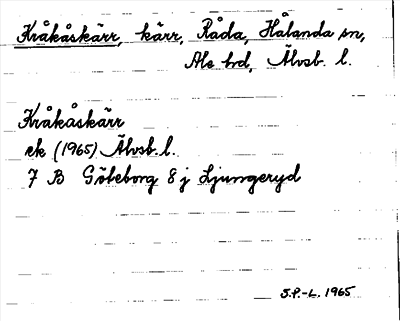 Kråkåskärr, kärr, Råda, Hålanda sn,
Ale hd, Älvsb. l.
Kråkåskärr
ek (1965) Älvsb. l.
7 B Göteborg 8 j Ljungeryd
S.P.-L. 1965